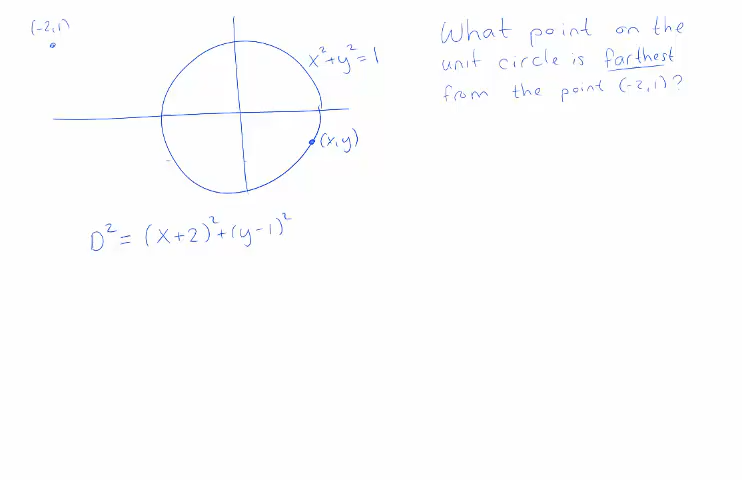 (-2,1)
x²+y²=1
(x,y)
D²= (x+2)²+(y-1)²
What point on the
unit circle is farthest
from the point (-2,1)?